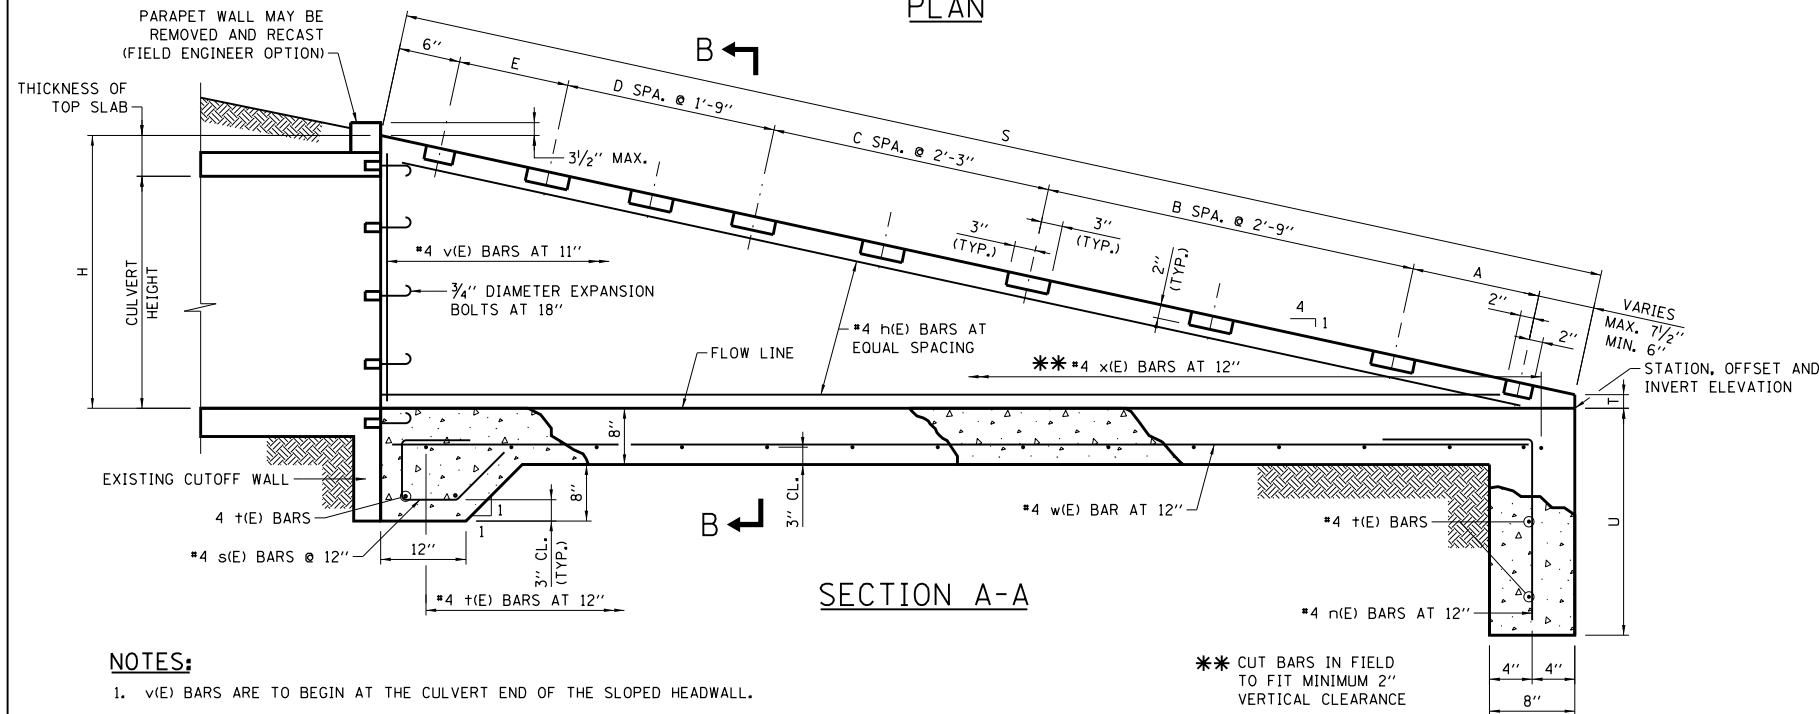 PLAN
PARAPET WALL MAY BE
REMOVED AND RECAST
(FIELD ENGINEER OPTION)
THICKNESS OF
TOP SLAB
6"
E
D SPA. @ 1'-9"
B
S
C SPA. @ 2'-3"
3½" MAX.
B SPA. @ 2'-9"
3"
(TYP.)
3"
(TYP.)
2"
(TYP.)
A
2"
2"
VARIES
MAX. 7½"
MIN. 6"
H
CULVERT
HEIGHT
#4 v(E) BARS AT 11"
¾" DIAMETER EXPANSION
BOLTS AT 18"
4
1
#4 h(E) BARS AT
EQUAL SPACING
FLOW LINE
** #4 x(E) BARS AT 12"
STATION, OFFSET AND
INVERT ELEVATION
T
8"
EXISTING CUTOFF WALL
4 t(E) BARS
#4 s(E) BARS @ 12"
12"
1
1
8"
3" CL.
(TYP.)
#4 t(E) BARS AT 12"
B
3" CL.
#4 w(E) BAR AT 12"
#4 t(E) BARS
U
#4 n(E) BARS AT 12"
SECTION A-A
4"
4"
8"
NOTES:
1. v(E) BARS ARE TO BEGIN AT THE CULVERT END OF THE SLOPED HEADWALL.
** CUT BARS IN FIELD
TO FIT MINIMUM 2"
VERTICAL CLEARANCE